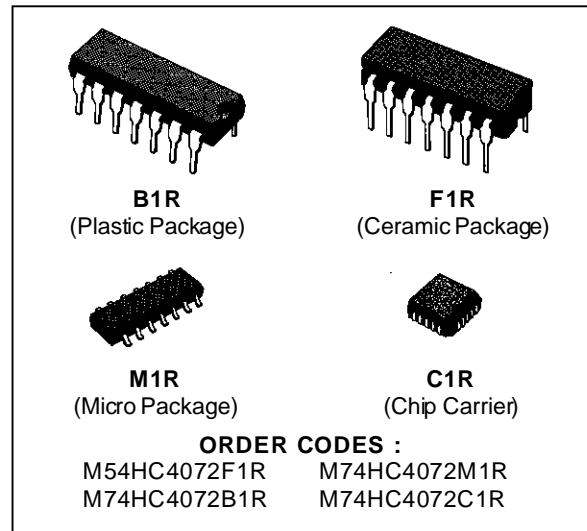 B1R
(Plastic Package)
F1R
(Ceramic Package)
M1R
(Micro Package)
C1R
(Chip Carrier)
ORDER CODES :
M54HC4072F1R M74HC4072M1R
M74HC4072B1R M74HC4072C1R